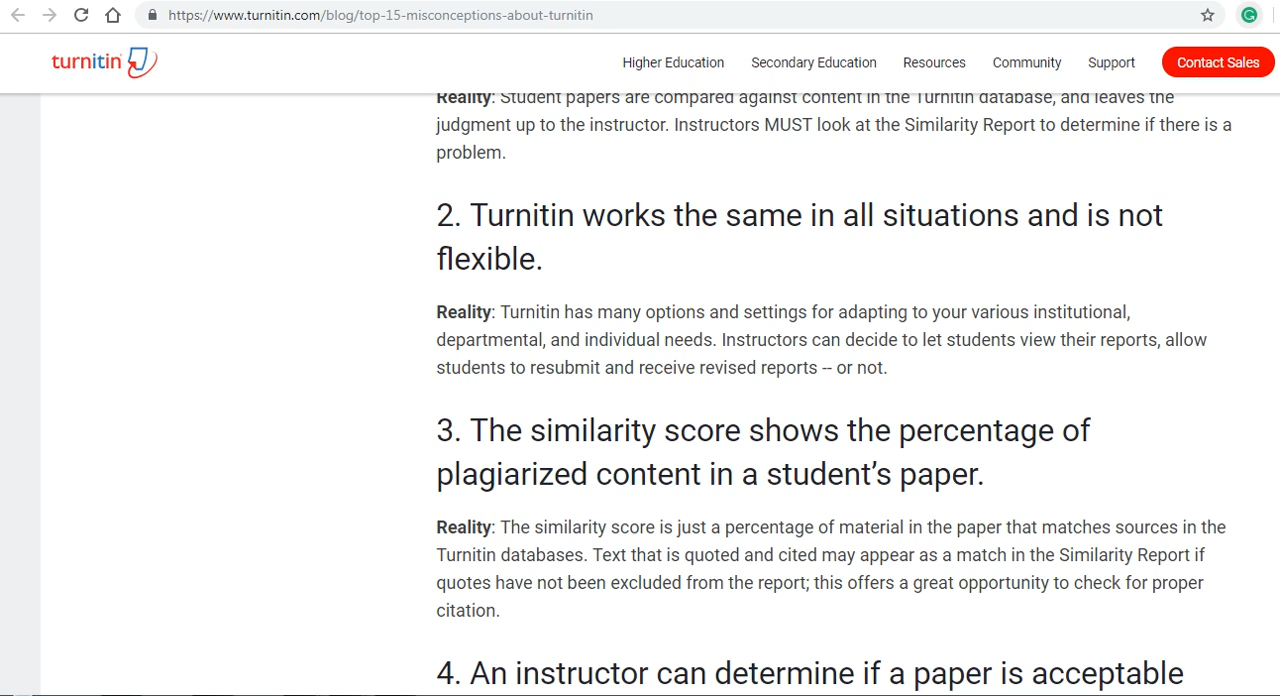 https://www.turnitin.com/blog/top-15-misconceptions-about-turnitin
turnitin
Higher Education Secondary Education Resources Community Support Contact Sales
Reality: Student papers are compared against content in the Turnitin database, and leaves the
judgment up to the instructor. Instructors MUST look at the Similarity Report to determine if there is a
problem.
2. Turnitin works the same in all situations and is not
flexible.
Reality: Turnitin has many options and settings for adapting to your various institutional,
departmental, and individual needs. Instructors can decide to let students view their reports, allow
students to resubmit and receive revised reports -- or not.
3. The similarity score shows the percentage of
plagiarized content in a student’s paper.
Reality: The similarity score is just a percentage of material in the paper that matches sources in the
Turnitin databases. Text that is quoted and cited may appear as a match in the Similarity Report if
quotes have not been excluded from the report; this offers a great opportunity to check for proper
citation.
4. An instructor can determine if a paper is acceptable